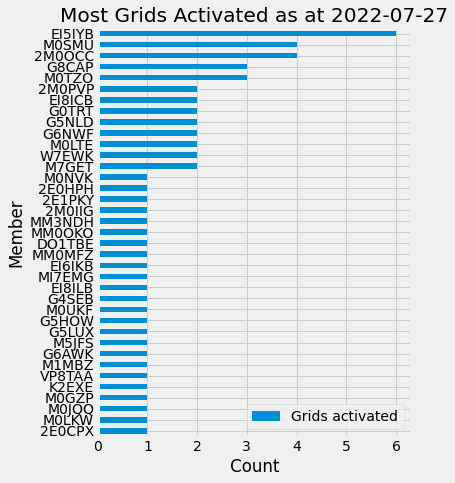 Most Grids Activated as at 2022-07-27
EI5IYB
M0SMU
2M0OCC
G8CAP
M0TZO
2M0PVP
EI8ICB
G0TRT
G5NLD
G6NWF
M0LTE
W7EWK
M7GET
M0NVK
2E0HPH
2E1PKY
2M0IIG
MM3NDH
MM0OKO
DO1TBE
MM0MFZ
EI6IKB
MI7EMG
EI8ILB
G4SEB
M0UKF
G5HOW
G5LUX
M5JFS
G6AWK
M1MBZ
VP8TAA
K2EXE
M0GZP
M0JQQ
M0LKW
2E0CPX
Member
0 1 2 3 4 5 6
Count
Grids activated